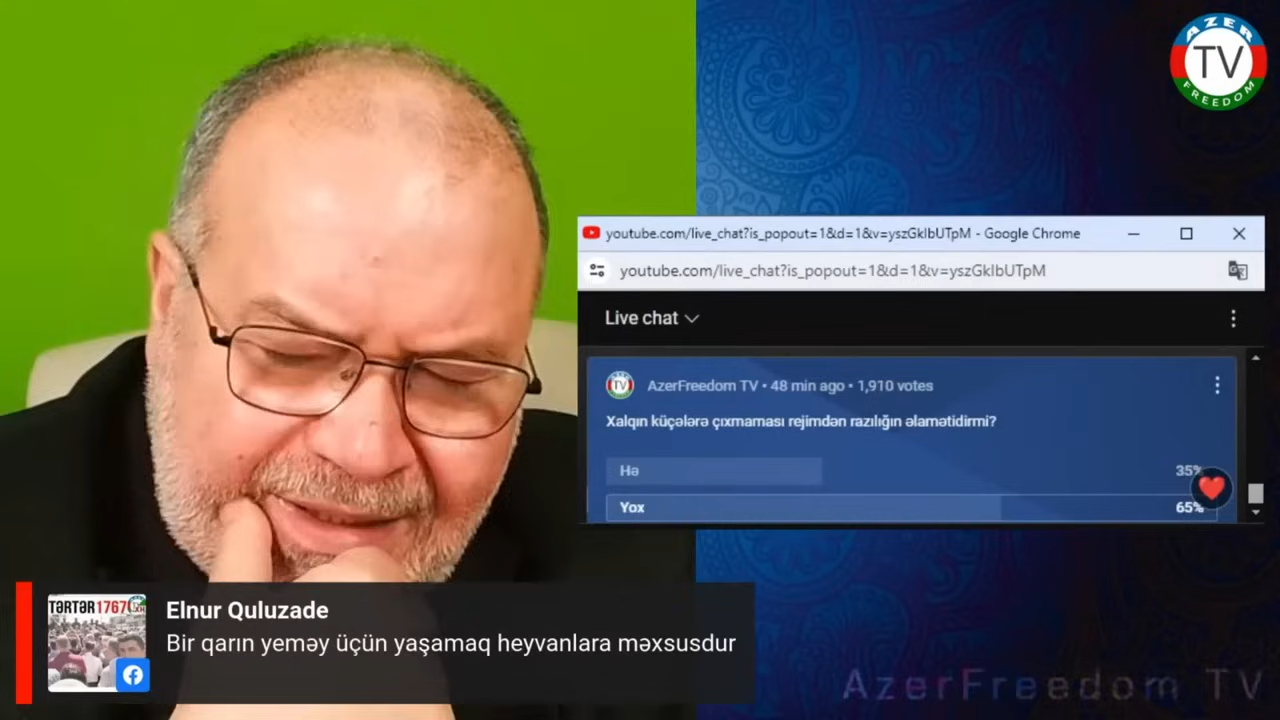 AZER
TV
FREEDOM
youtube.com/live_chat?is_popout=1&d=1&v=yszGkIbUTpM - Google Chrome
youtube.com/live_chat?is_popout=1&d=1&v=yszGkIbUTpM
Live chat
TV
AzerFreedom TV • 48 min ago • 1,910 votes
Xalqın küçələrə çıxmaması rejimdən razılığın əlamətidirmi?
Hə 35%
Yox 65%
TƏRTƏR1767
Elnur Quluzade
Bir qarın yeməy üçün yaşamaq heyvanlara məxsusdur
AzerFreedom TV